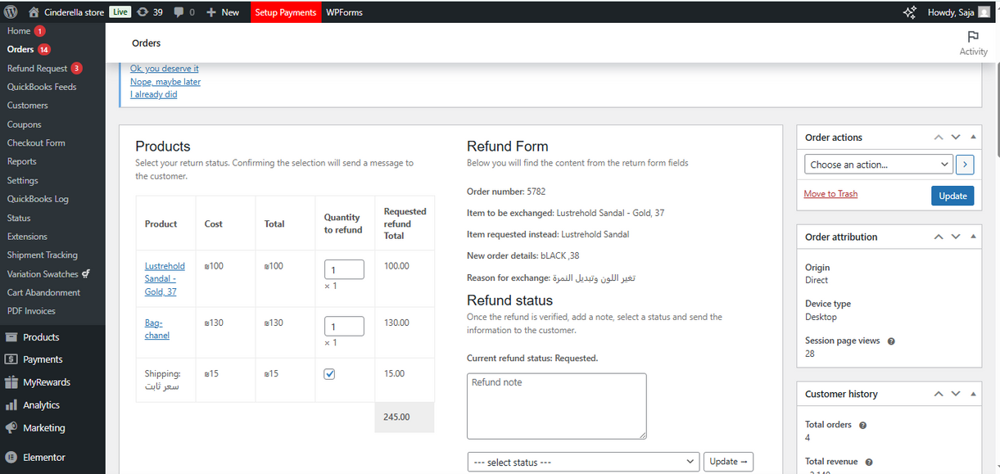 Cinderella store Live 39 0 New Setup Payments WPForms Howdy, Saja
Home 1
Orders 14
Refund Request 3
QuickBooks Feeds
Customers
Coupons
Checkout Form
Reports
Settings
QuickBooks Log
Status
Extensions
Shipment Tracking
Variation Swatches
Cart Abandonment
PDF Invoices
Products
Payments
MyRewards
Analytics
Marketing
Elementor
Orders
Activity
Ok, you deserve it
Nope, maybe later
I already did
Products
Select your return status. Confirming the selection will send a message to
the customer.
Product Cost Total Quantity to refund Requested refund Total
Lustrehold Sandal - Gold, 37 ₪100 ₪100 1 × 1 100.00
Bag-chanel ₪130 ₪130 1 × 1 130.00
Shipping: سعر ثابت ₪15 ₪15 15.00
245.00
Refund Form
Below you will find the content from the return form fields
Order number: 5782
Item to be exchanged: Lustrehold Sandal - Gold, 37
Item requested instead: Lustrehold Sandal
New order details: bLACK ,38
Reason for exchange: تغير اللون وتبديل النمرة
Refund status
Once the refund is verified, add a note, select a status and send the
information to the customer.
Current refund status: Requested.
Refund note
--- select status --- Update →
Order actions
Choose an action...
Move to Trash Update
Order attribution
Origin
Direct
Device type
Desktop
Session page views
28
Customer history
Total orders
4
Total revenue